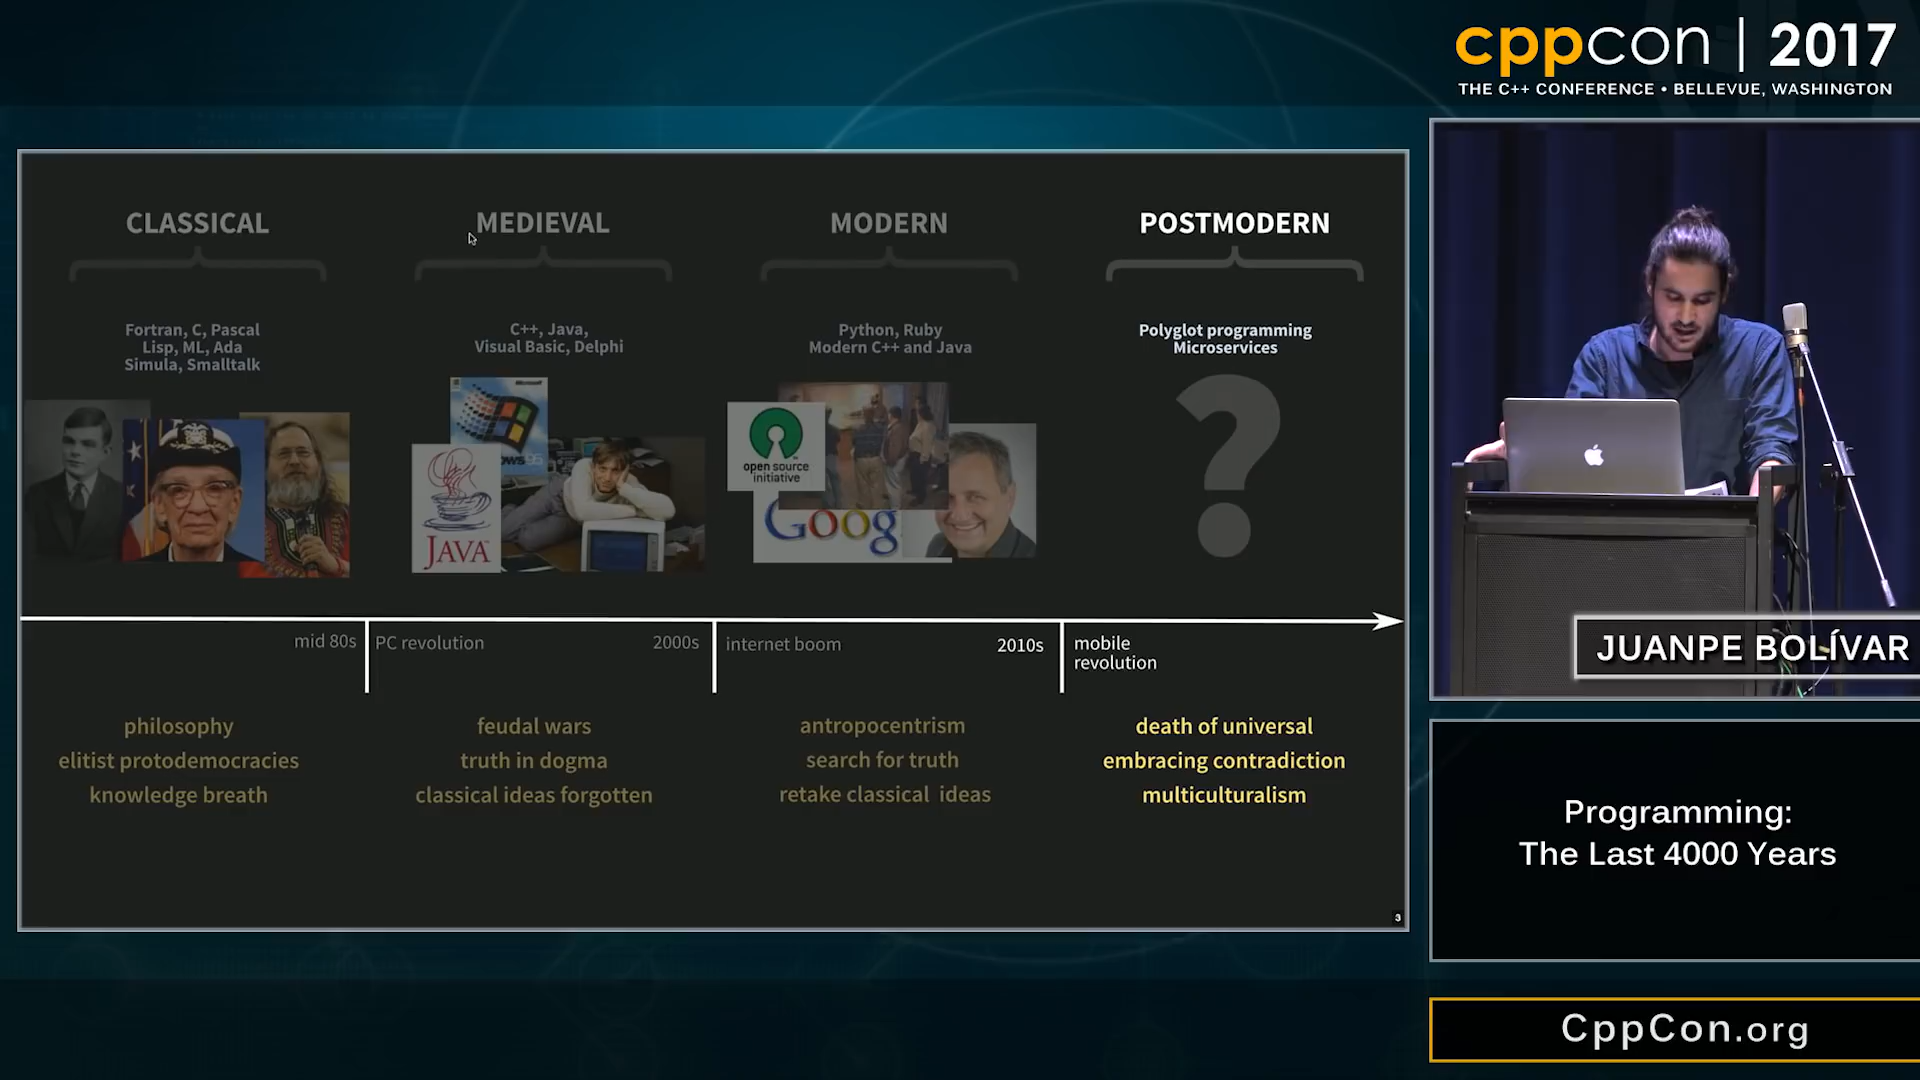 cppcon | 2017
THE C++ CONFERENCE • BELLEVUE, WASHINGTON
CLASSICAL
MEDIEVAL
MODERN
POSTMODERN
Fortran, C, Pascal
Lisp, ML, Ada
Simula, Smalltalk
C++, Java,
Visual Basic, Delphi
Python, Ruby
Modern C++ and Java
Polyglot programming
Microservices
?
Microsoft
ows95
JAVA
open source
initiative
Goog
mid 80s
PC revolution
2000s
internet boom
2010s
mobile
revolution
philosophy
elitist protodemocracies
knowledge breath
feudal wars
truth in dogma
classical ideas forgotten
antropocentrism
search for truth
retake classical ideas
death of universal
embracing contradiction
multiculturalism
3
JUANPE BOLÍVAR
Programming:
The Last 4000 Years
CppCon.org